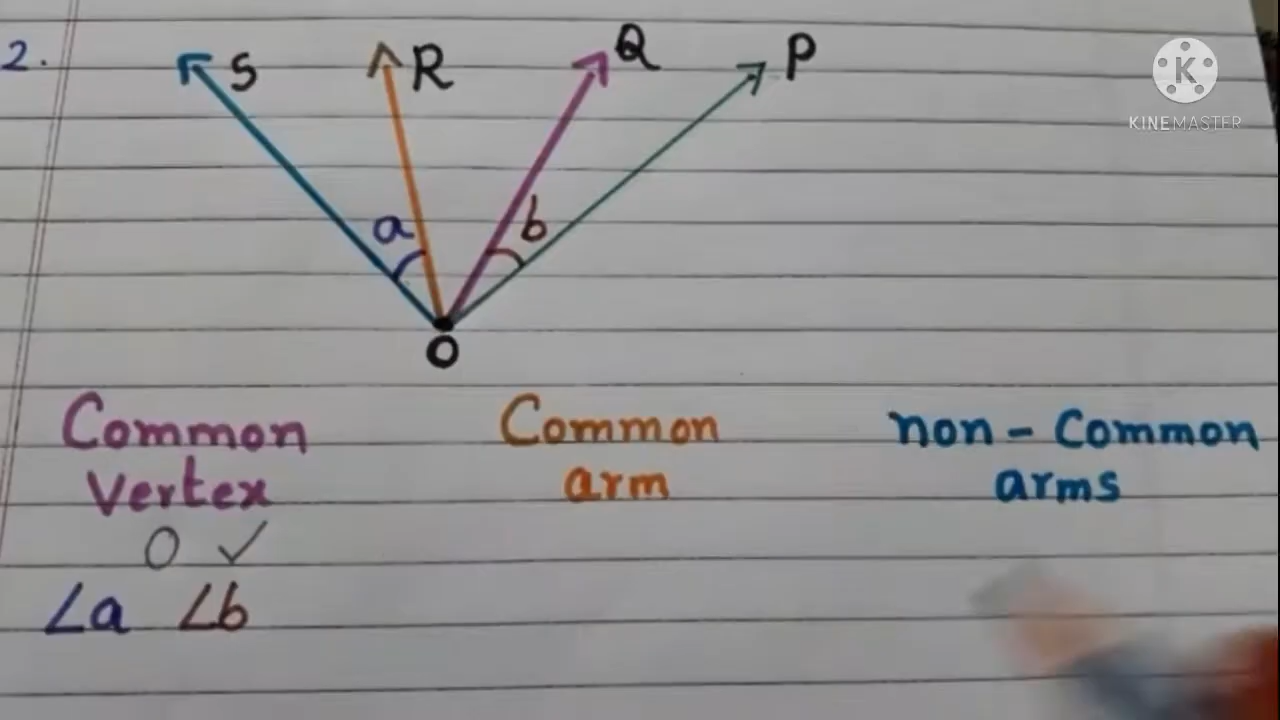 2.
S R Q P
a b
O
Common Common non-Common
Vertex arm arms
O ✓
∠a ∠b
K
KINEMASTER